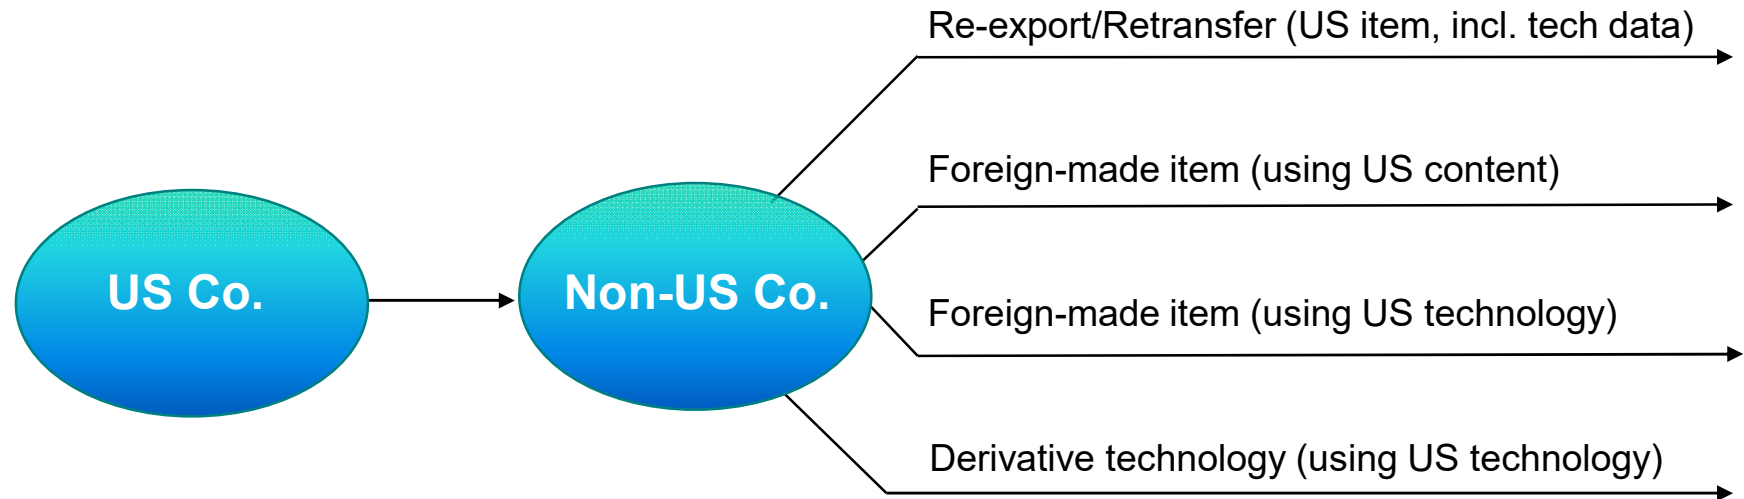 Re-export/Retransfer (US item, incl. tech data)
Foreign-made item (using US content)
US Co.
Non-US Co.
Foreign-made item (using US technology)
Derivative technology (using US technology)